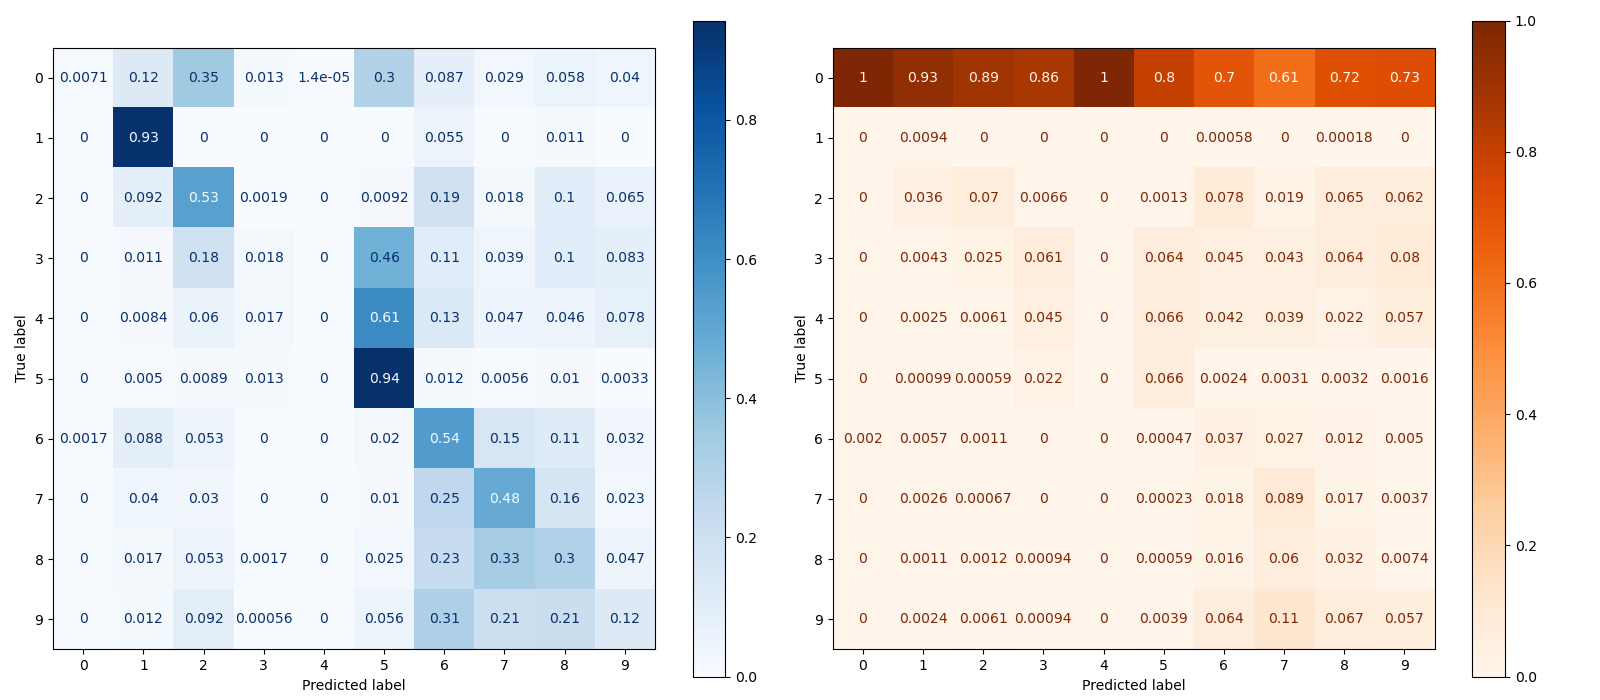 0 0.0071 0.12 0.35 0.013 1.4e-05 0.3 0.087 0.029 0.058 0.04
1 0 0.93 0 0 0 0 0.055 0 0.011 0
2 0 0.092 0.53 0.0019 0 0.0092 0.19 0.018 0.1 0.065
3 0 0.011 0.18 0.018 0 0.46 0.11 0.039 0.1 0.083
4 0 0.0084 0.06 0.017 0 0.61 0.13 0.047 0.046 0.078
5 0 0.005 0.0089 0.013 0 0.94 0.012 0.0056 0.01 0.0033
6 0.0017 0.088 0.053 0 0 0.02 0.54 0.15 0.11 0.032
7 0 0.04 0.03 0 0 0.01 0.25 0.48 0.16 0.023
8 0 0.017 0.053 0.0017 0 0.025 0.23 0.33 0.3 0.047
9 0 0.012 0.092 0.00056 0 0.056 0.31 0.21 0.21 0.12
0 1 2 3 4 5 6 7 8 9
Predicted label
True label
0.8
0.6
0.4
0.2
0.0
0 1 0.93 0.89 0.86 1 0.8 0.7 0.61 0.72 0.73
1 0 0.0094 0 0 0 0 0.00058 0 0.00018 0
2 0 0.036 0.07 0.0066 0 0.0013 0.078 0.019 0.065 0.062
3 0 0.0043 0.025 0.061 0 0.064 0.045 0.043 0.064 0.08
4 0 0.0025 0.0061 0.045 0 0.066 0.042 0.039 0.022 0.057
5 0 0.00099 0.00059 0.022 0 0.066 0.0024 0.0031 0.0032 0.0016
6 0.002 0.0057 0.0011 0 0 0.00047 0.037 0.027 0.012 0.005
7 0 0.0026 0.00067 0 0 0.00023 0.018 0.089 0.017 0.0037
8 0 0.0011 0.0012 0.00094 0 0.00059 0.016 0.06 0.032 0.0074
9 0 0.0024 0.0061 0.00094 0 0.0039 0.064 0.11 0.067 0.057
0 1 2 3 4 5 6 7 8 9
Predicted label
True label
1.0
0.8
0.6
0.4
0.2
0.0